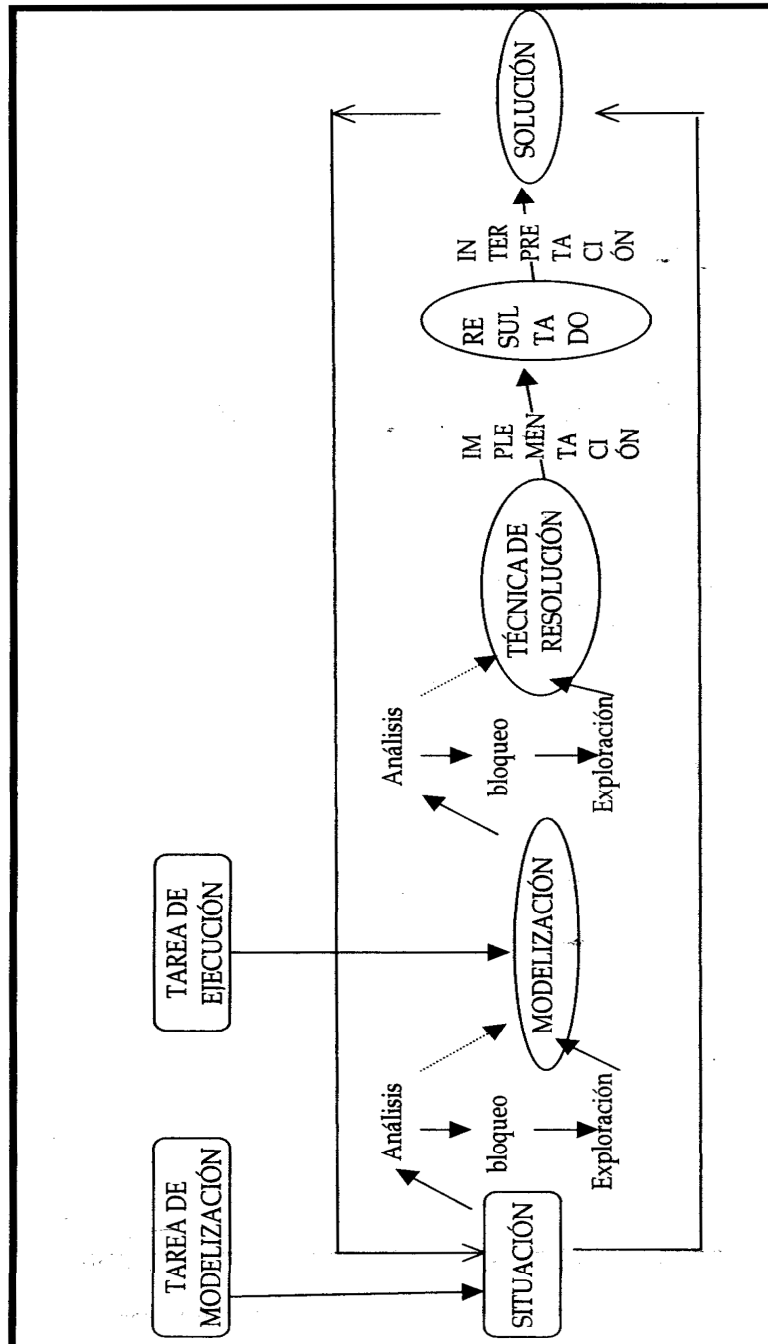 TAREA DE
MODELIZACIÓN
TAREA DE
EJECUCIÓN
SITUACIÓN
Análisis
bloqueo
Exploración
MODELIZACIÓN
Análisis
bloqueo
Exploración
TÉCNICA DE
RESOLUCIÓN
IM
PLE
MEN
TA
CI
ÓN
RE
SUL
TA
DO
IN
TER
PRE
TA
CI
ÓN
SOLUCIÓN